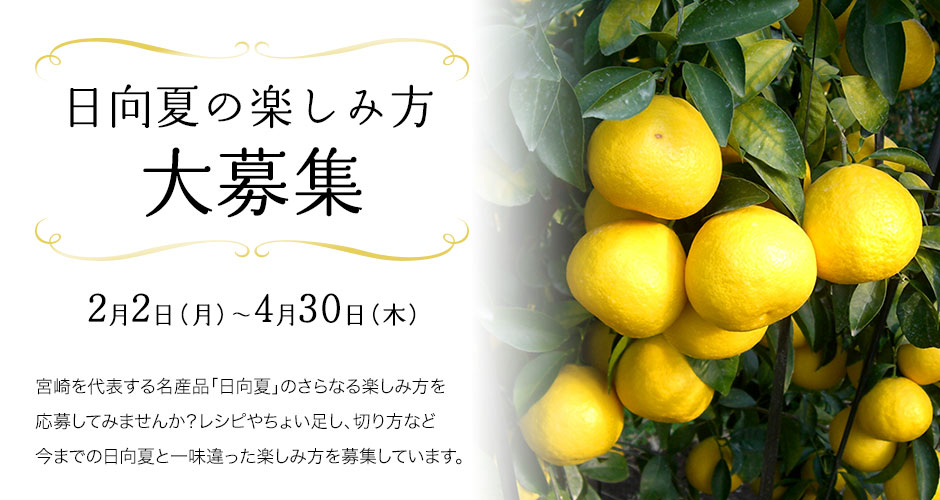 日向夏の楽しみ方
大募集
2月2日(月)~4月30日(木)
宮崎を代表する名産品「日向夏」のさらなる楽しみ方を
応募してみませんか?レシピやちょい足し、切り方など
今までの日向夏と一味違った楽しみ方を募集しています。